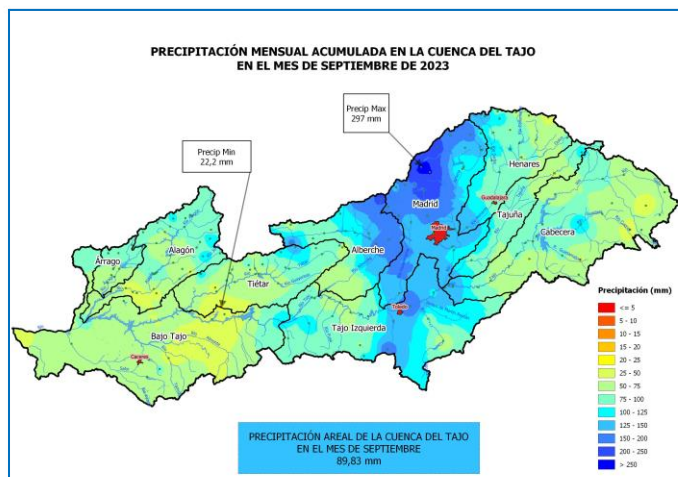 PRECIPITACIÓN MENSUAL ACUMULADA EN LA CUENCA DEL TAJO
EN EL MES DE SEPTIEMBRE DE 2023
Precip Max
297 mm
Precip Min
22,2 mm
Henares
Madrid
Guadalajara
Tajuña
Madrid
Cabecera
Alagón
Árrago
Alberche
Tiétar
Toledo
Tajo Izquierda
Bajo Tajo
Cáceres
Precipitación (mm)
<= 5
5 - 10
10 - 15
15 - 20
20 - 25
25 - 50
50 - 75
75 - 100
100 - 125
125 - 150
150 - 200
200 - 250
> 250
PRECIPITACIÓN AREAL DE LA CUENCA DEL TAJO
EN EL MES DE SEPTIEMBRE
89,83 mm